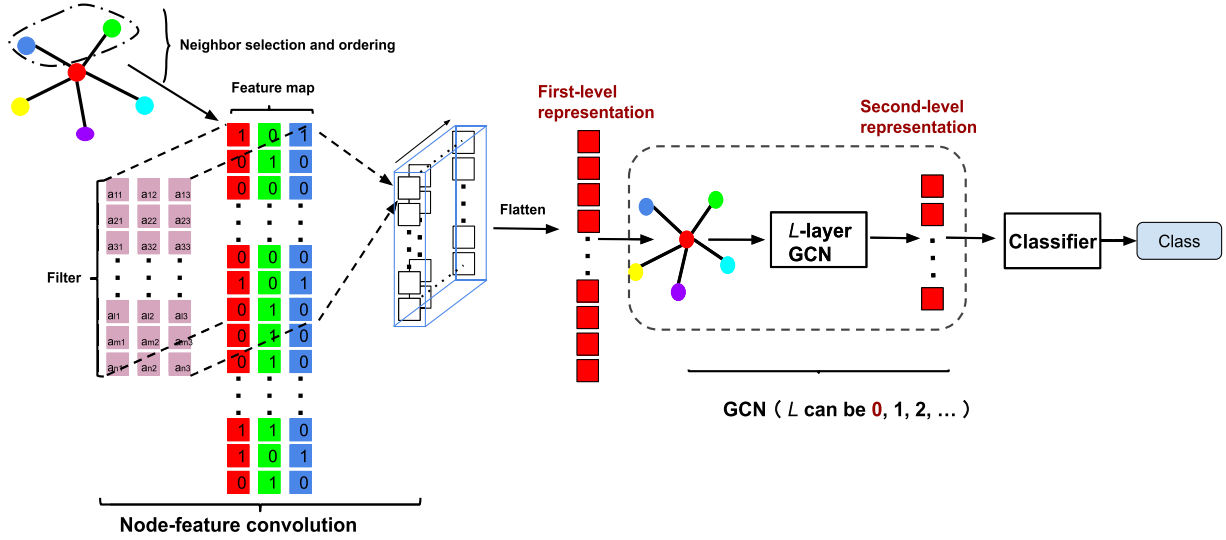 Neighbor selection and ordering
Feature map
First-level
representation
Second-level
representation
1 0 1
0 1 0
0 0 0
0 0 0
1 0 1
0 1 0
0 1 0
0 1 0
1 1 0
1 0 1
0 1 0
a11 a12 a13
a21 a22 a23
a31 a32 a33
al1 al2 al3
am1 am2 am3
an1 an2 an3
Filter
Flatten
L-layer
GCN
Classifier
Class
GCN ( L can be 0, 1, 2, ... )
Node-feature convolution